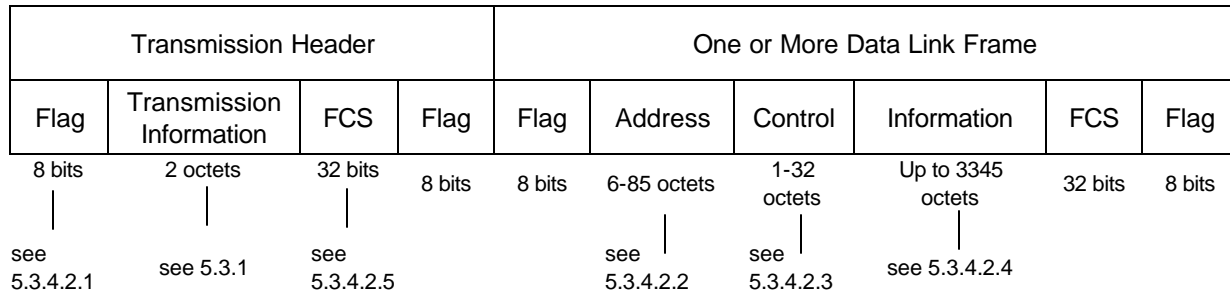 Transmission Header
One or More Data Link Frame
Flag
Transmission
Information
FCS
Flag
Flag
Address
Control
Information
FCS
Flag
8 bits
2 octets
32 bits
8 bits
8 bits
6-85 octets
1-32
octets
Up to 3345
octets
32 bits
8 bits
see
5.3.4.2.1
see 5.3.1
see
5.3.4.2.5
see
5.3.4.2.2
see
5.3.4.2.3
see 5.3.4.2.4